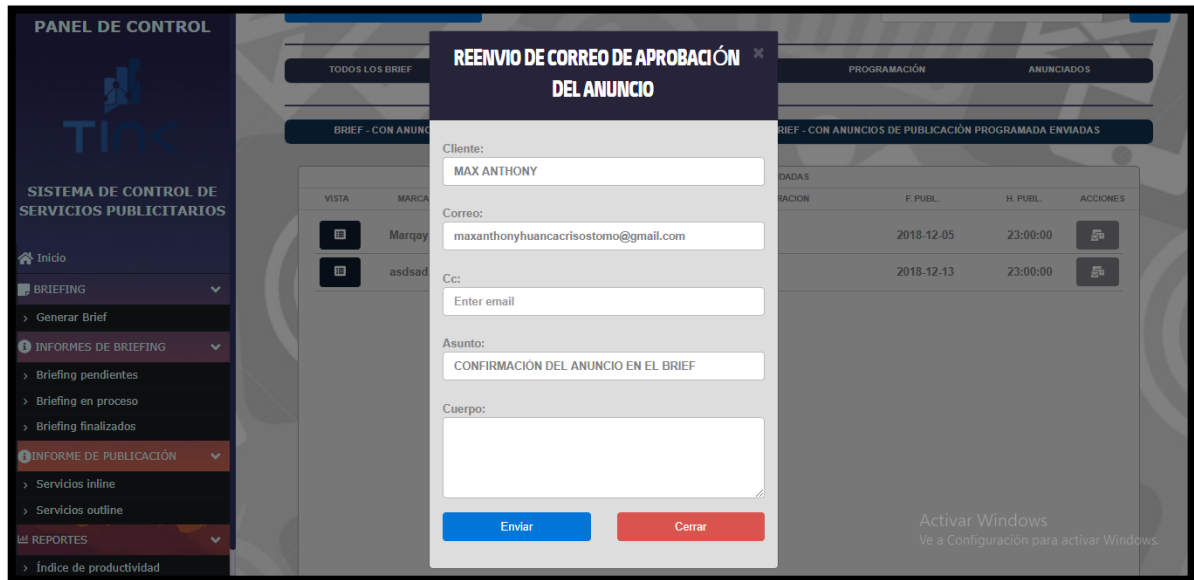 PANEL DE CONTROL
TINK
SISTEMA DE CONTROL DE
SERVICIOS PUBLICITARIOS
Inicio
BRIEFING
Generar Brief
INFORMES DE BRIEFING
Briefing pendientes
Briefing en proceso
Briefing finalizados
INFORME DE PUBLICACIÓN
Servicios inline
Servicios outline
REPORTES
Índice de productividad
TODOS LOS BRIEF
PROGRAMACIÓN
ANUNCIADOS
BRIEF - CON ANUNC
RIEF - CON ANUNCIOS DE PUBLICACIÒN PROGRAMADA ENVIADAS
DADAS
VISTA
MARCA
RACION
F. PUBL.
H. PUBL.
ACCIONES
Marqay
2018-12-05
23:00:00
asdsad
2018-12-13
23:00:00
REENVIO DE CORREO DE APROBACIÓN
DEL ANUNCIO
×
Cliente:
MAX ANTHONY
Correo:
maxanthonyhuancacrisostomo@gmail.com
Cc:
Enter email
Asunto:
CONFIRMACIÓN DEL ANUNCIO EN EL BRIEF
Cuerpo:
Enviar
Cerrar
Activar Windows
Ve a Configuración para activar Windows.